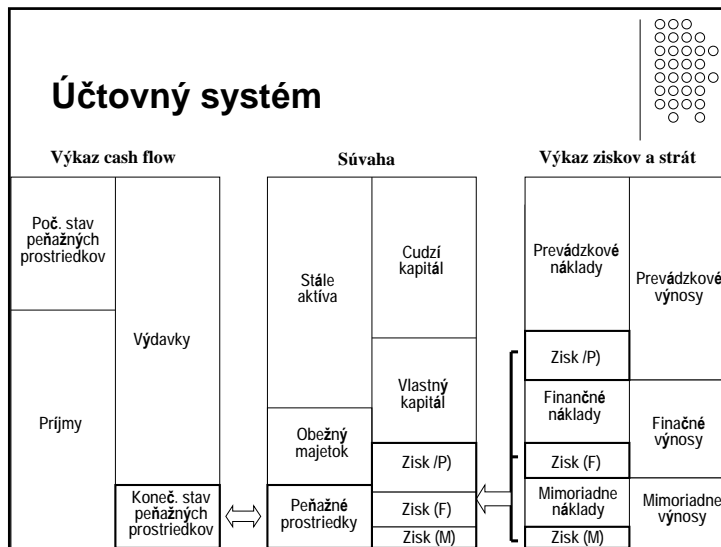 Účtovný systém
Výkaz cash flow
Poč. stav
peňažných
prostriedkov
Príjmy
Výdavky
Koneč. stav
peňažných
prostriedkov
Súvaha
Stále
aktíva
Obežný
majetok
Peňažné
prostriedky
Cudzí
kapitál
Vlastný
kapitál
Zisk /P)
Zisk (F)
Zisk (M)
Výkaz ziskov a strát
Prevádzkové
náklady
Zisk /P)
Finančné
náklady
Zisk (F)
Mimoriadne
náklady
Zisk (M)
Prevádzkové
výnosy
Finačné
výnosy
Mimoriadne
výnosy